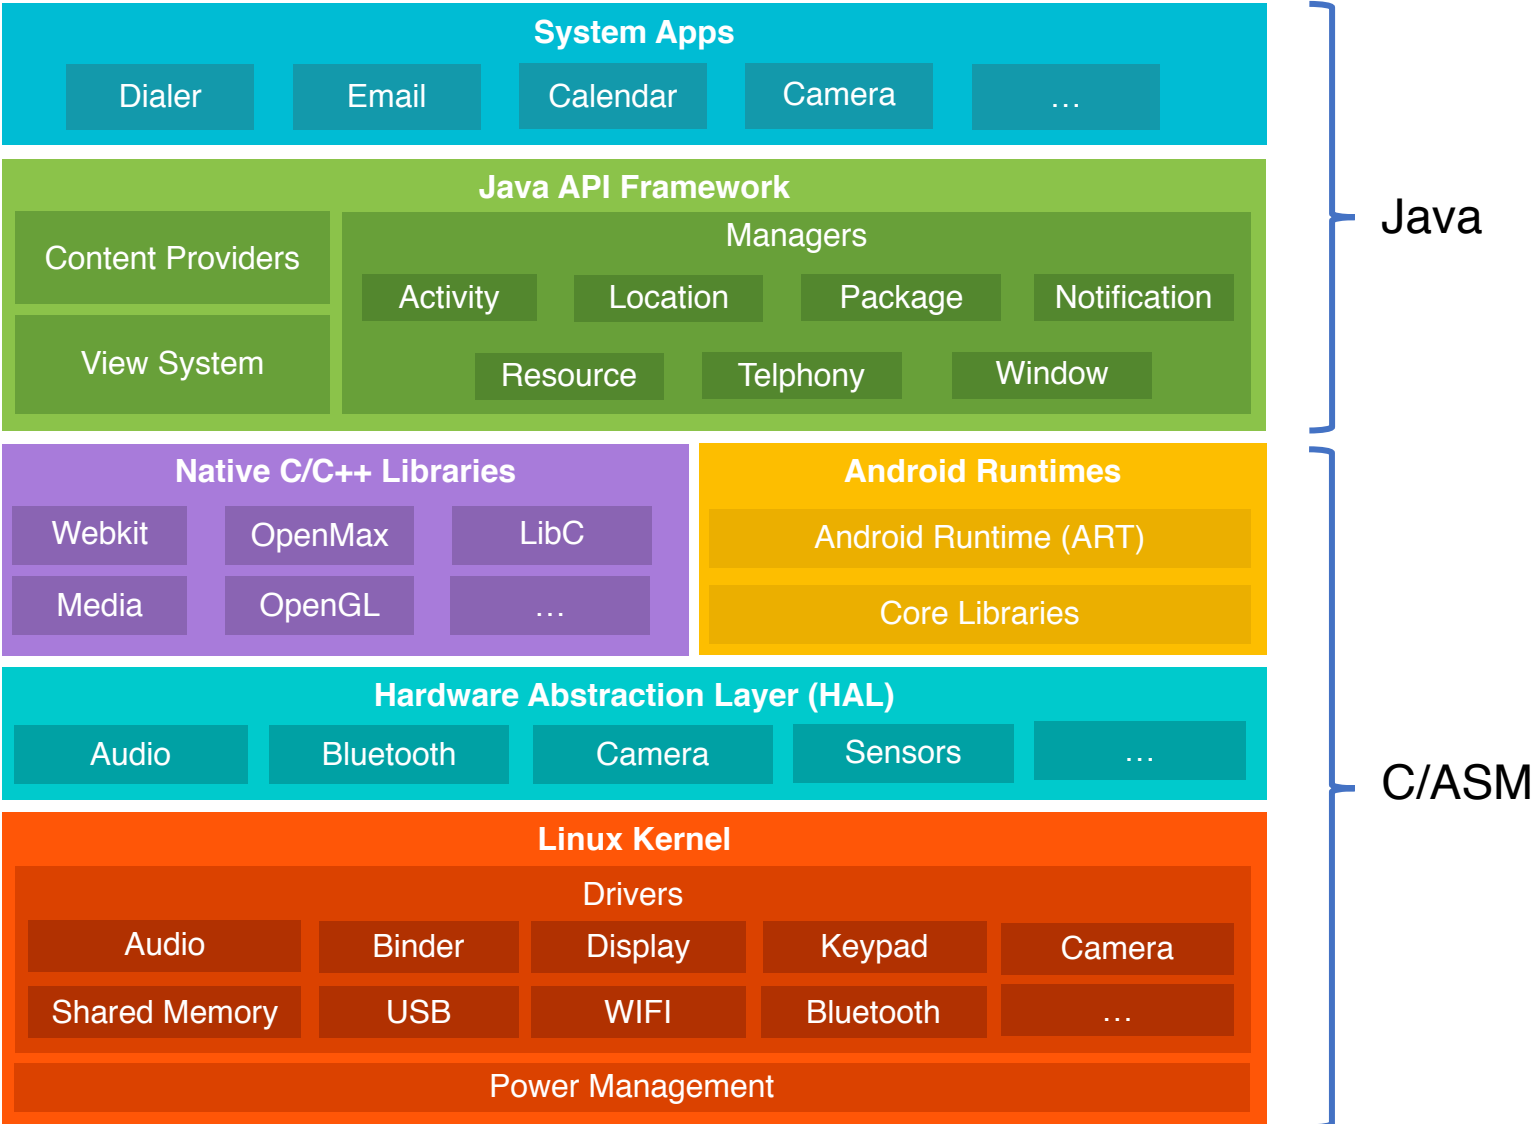 System Apps
Dialer
Email
Calendar
Camera
...
Java API Framework
Content Providers
View System
Managers
Activity
Location
Package
Notification
Resource
Telphony
Window
Java
Native C/C++ Libraries
Webkit
OpenMax
LibC
Media
OpenGL
...
Android Runtimes
Android Runtime (ART)
Core Libraries
Hardware Abstraction Layer (HAL)
Audio
Bluetooth
Camera
Sensors
...
Linux Kernel
Drivers
Audio
Binder
Display
Keypad
Camera
Shared Memory
USB
WIFI
Bluetooth
...
Power Management
C/ASM